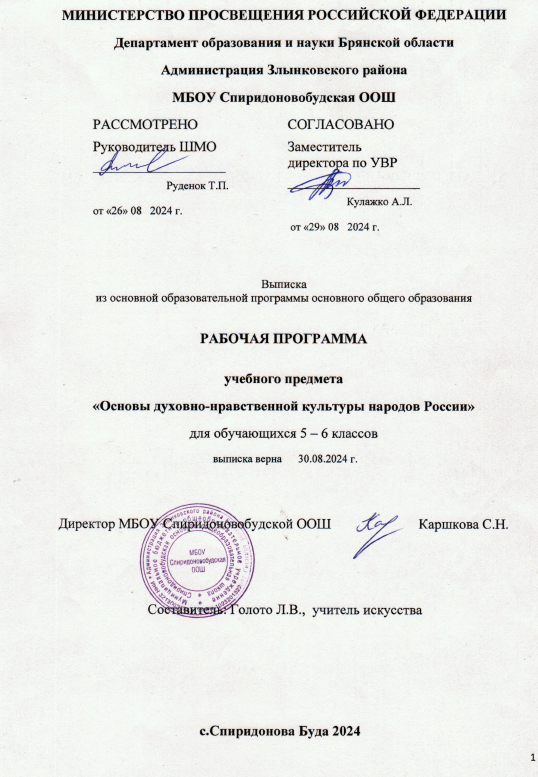 МИНИСТЕРСТВО ПРОСВЕЩЕНИЯ РОССИЙСКОЙ ФЕДЕРАЦИИ
Департамент образования и науки Брянской области
Администрация Злынковского района
МБОУ Спиридоновобудская ООШ
РАССМОТРЕНО
Руководитель ШМО
Руденок Т.П.
от «26» 08 2024 г.
СОГЛАСОВАНО
Заместитель
директора по УВР
Кулажко А.Л.
от «29» 08 2024 г.
Выписка
из основной образовательной программы основного общего образования
РАБОЧАЯ ПРОГРАММА
учебного предмета
«Основы духовно-нравственной культуры народов России»
для обучающихся 5 – 6 классов
выписка верна 30.08.2024 г.
Директор МБОУ Спиридоновобудской ООШ Каршкова С.Н.
МБОУ
Спиридоновобудская
ООШ
Составитель: Голото Л.В., учитель искусства
с.Спиридонова Буда 2024
1